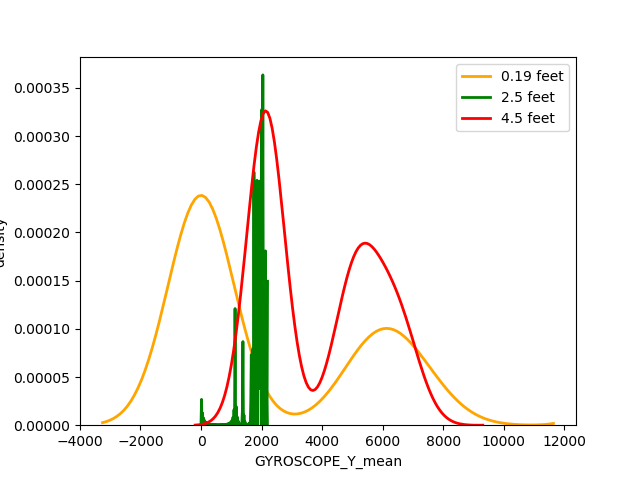 0.19 feet
2.5 feet
4.5 feet
0.00035
0.00030
0.00025
0.00020
0.00015
0.00010
0.00005
0.00000
density
−4000 −2000 0 2000 4000 6000 8000 10000 12000
GYROSCOPE_Y_mean